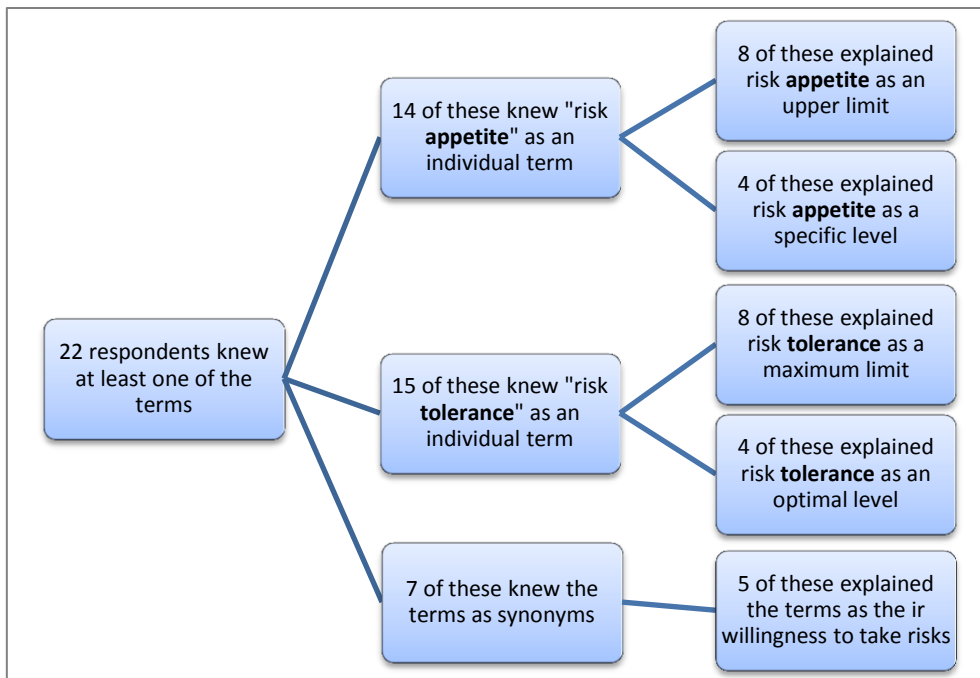 22 respondents knew
at least one of the
terms
14 of these knew "risk
appetite" as an
individual term
8 of these explained
risk appetite as an
upper limit
4 of these explained
risk appetite as a
specific level
15 of these knew "risk
tolerance" as an
individual term
8 of these explained
risk tolerance as a
maximum limit
4 of these explained
risk tolerance as an
optimal level
7 of these knew the
terms as synonyms
5 of these explained
the terms as the ir
willingness to take risks